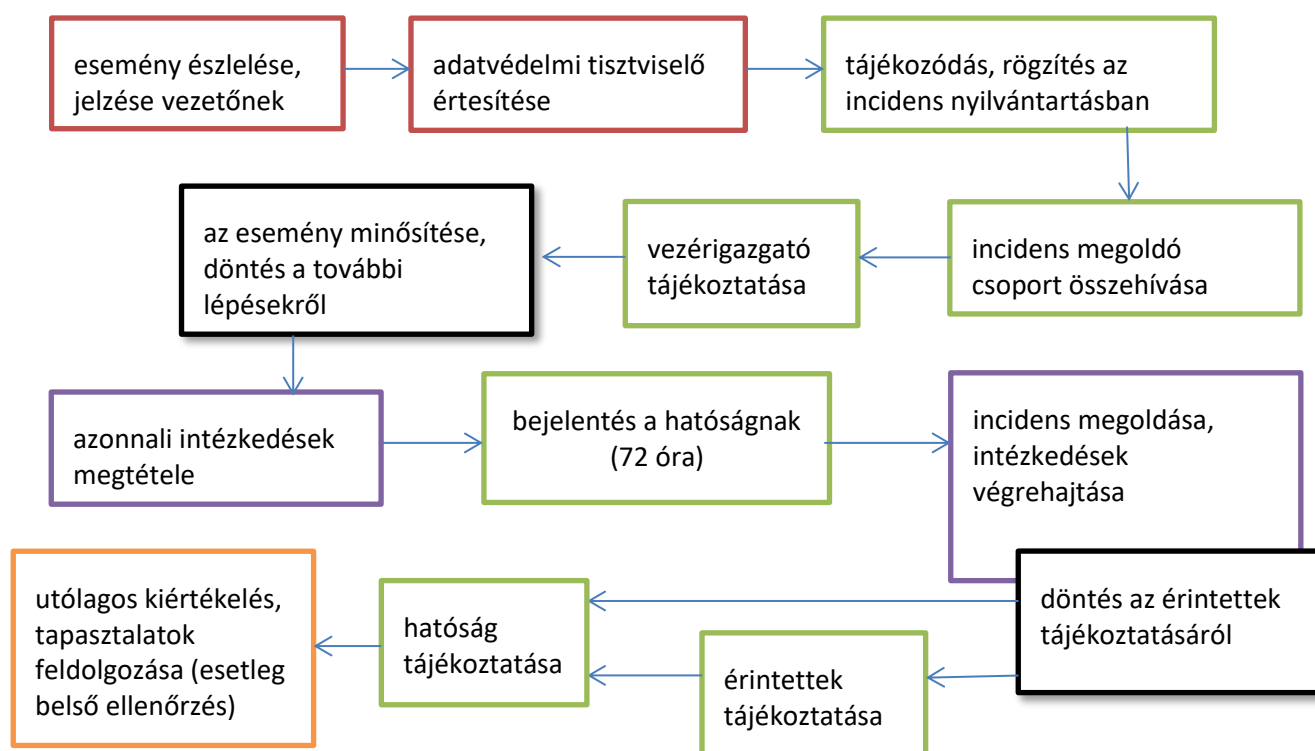 esemény észlelése,
jelzése vezetőnek
adatvédelmi tisztviselő
értesítése
tájékozódás, rögzítés az
incidens nyilvántartásban
incidens megoldó
csoport összehívása
vezérigazgató
tájékoztatása
az esemény minősítése,
döntés a további
lépésekről
azonnali intézkedések
megtétele
bejelentés a hatóságnak
(72 óra)
incidens megoldása,
intézkedések
végrehajtása
döntés az érintettek
tájékoztatásáról
érintettek
tájékoztatása
hatóság
tájékoztatása
utólagos kiértékelés,
tapasztalatok
feldolgozása (esetleg
belső ellenőrzés)